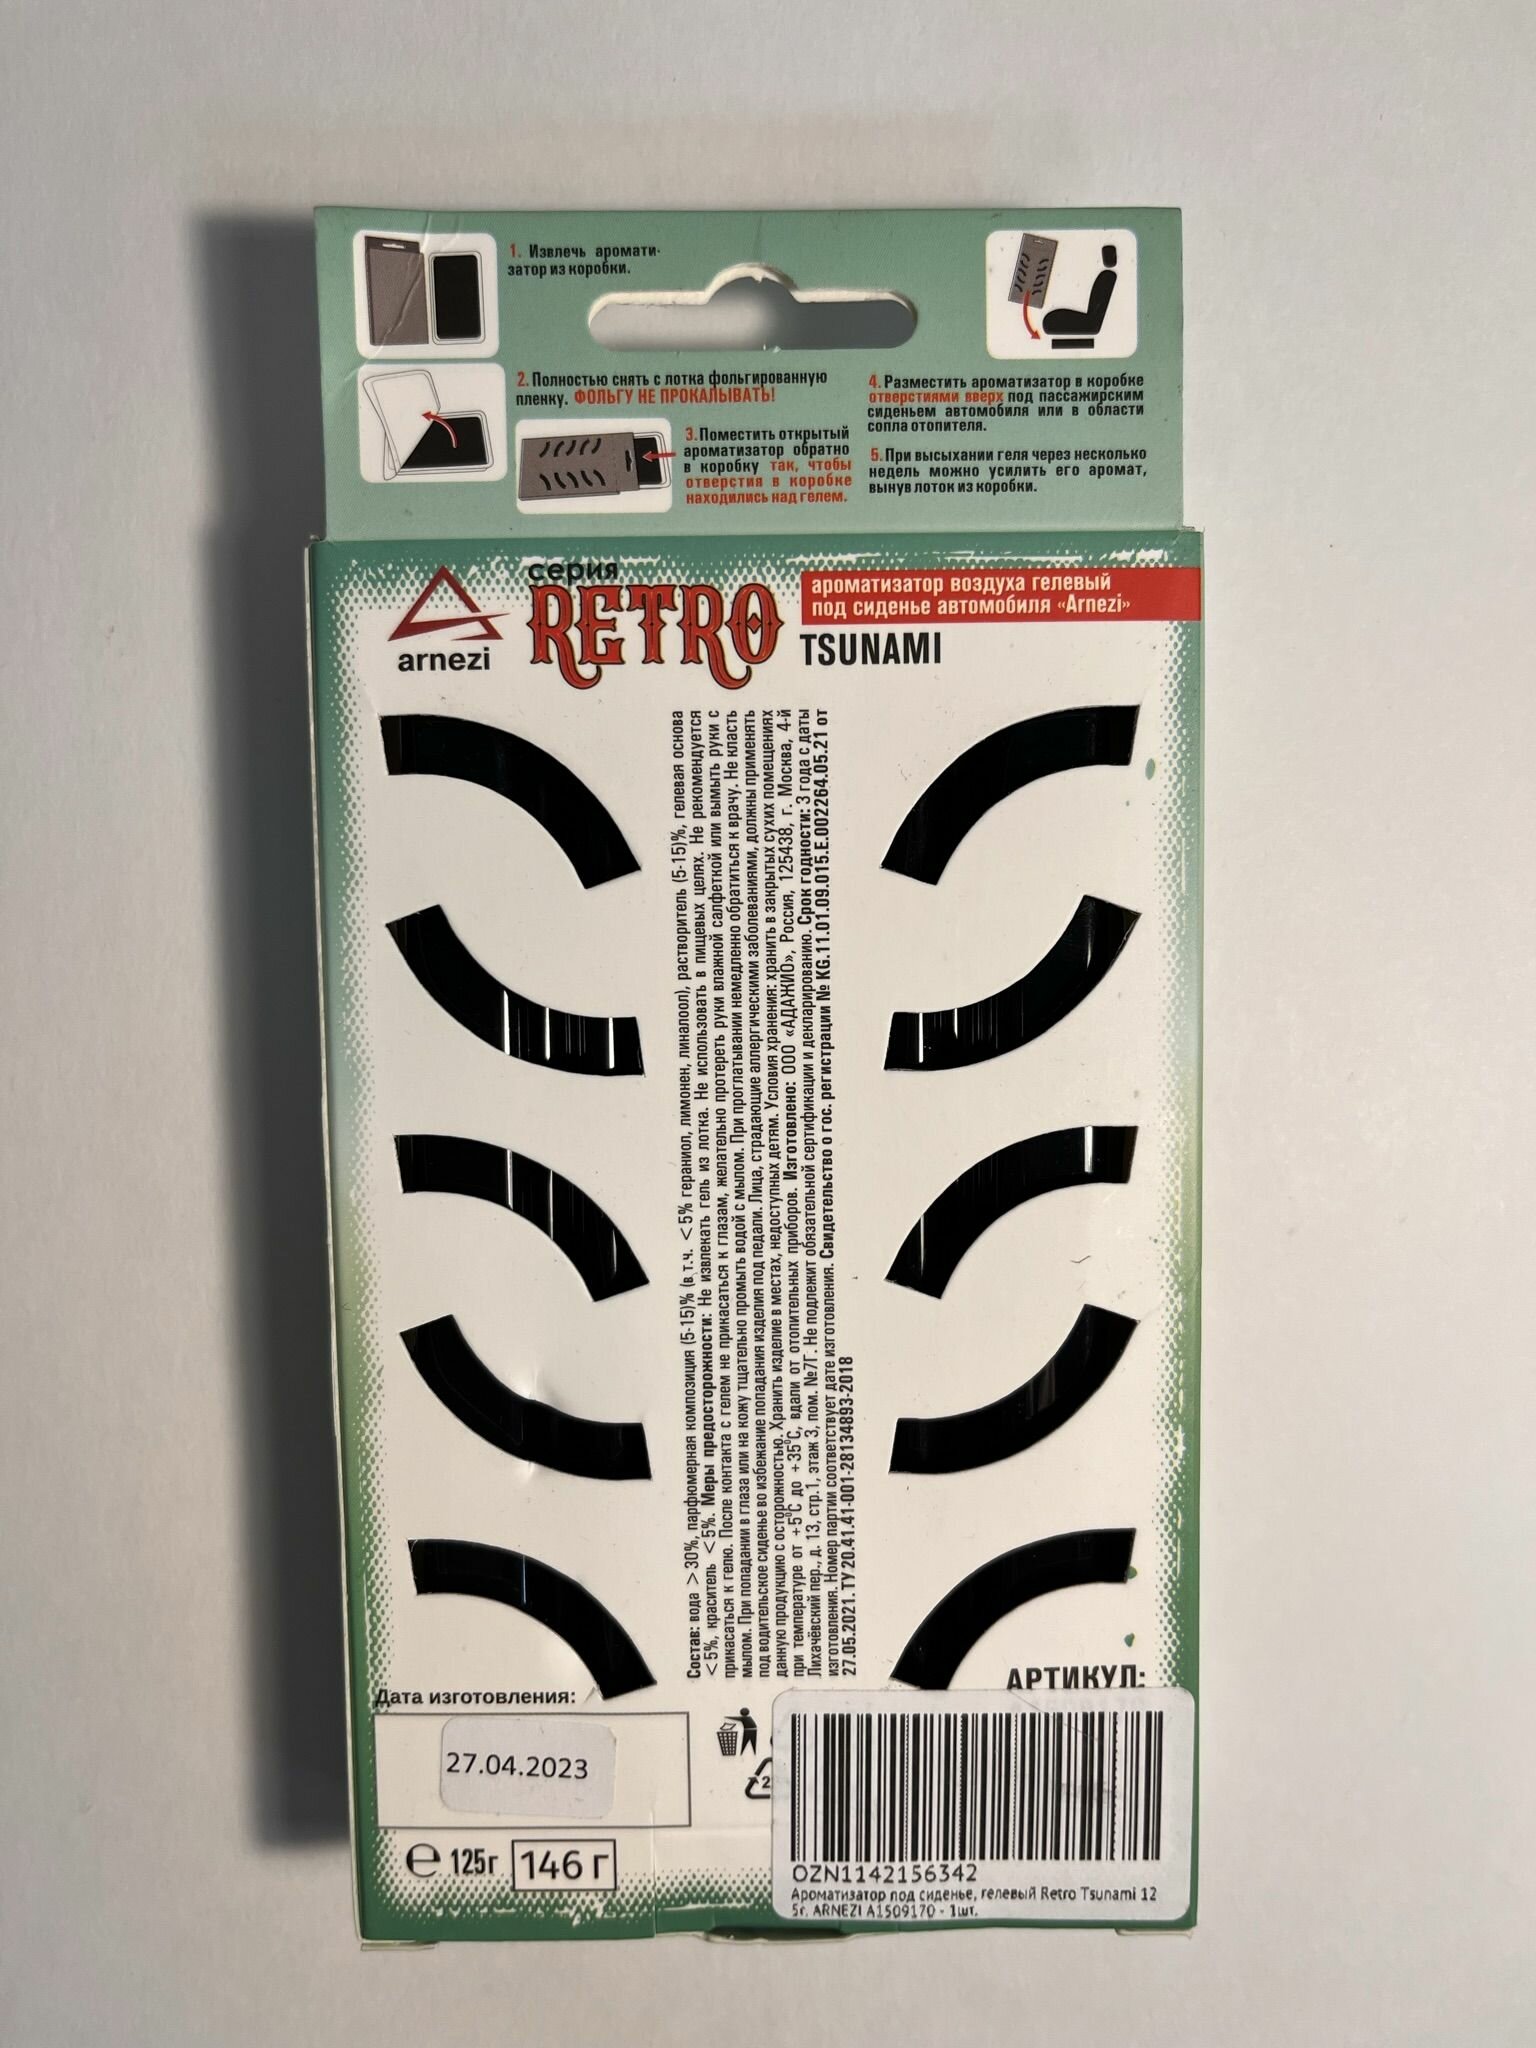 1. Извлечь аромати-
затор из коробки.
2. Полностью снять с лотка фольгированную
пленку. ФОЛЬГУ НЕ ПРОКАЛЫВАТЬ!
3. Поместить открытый
ароматизатор обратно
в коробку так, чтобы
отверстия в коробке
находились над гелем.
4. Разместить ароматизатор в коробке
отверстиями вверх под пассажирским
сиденьем автомобиля или в области
сопла отопителя.
5. При высыхании геля через несколько
недель можно усилить его аромат,
вынув лоток из коробки.
arnezi
серия
RETRO
ароматизатор воздуха гелевый
под сиденье автомобиля «Arnezi»
TSUNAMI
Состав: вода > 30%, парфюмерная композиция (5-15)% (в т.ч. < 5% гераниол, лимонен, линалоол), растворитель (5-15)%, гелевая основа
< 5%, краситель < 5%. Меры предосторожности: Не извлекать гель из лотка. Не использовать в пищевых целях. Не рекомендуется
прикасаться к гелю. После контакта с гелем не прикасаться к глазам, желательно протереть руки влажной салфеткой или вымыть руки с
мылом. При попадании в глаза или на кожу тщательно промыть водой с мылом. При проглатывании немедленно обратиться к врачу. Не класть
под водительское сиденье во избежание попадания изделия под педали. Лица, страдающие аллергическими заболеваниями, должны применять
данную продукцию с осторожностью. Хранить изделие в местах, недоступных детям. Условия хранения: хранить в закрытых сухих помещениях
при температуре от +5⁰C до +35⁰C, вдали от отопительных приборов. Изготовлено: ООО «АДАЖИО», Россия, 125438, г. Москва, 4-й
Лихачёвский пер., д. 13, стр.1, этаж 3, пом. №7Г. Не подлежит обязательной сертификации и декларированию. Срок годности: 3 года с даты
изготовления. Номер партии соответствует дате изготовления. Свидетельство о гос. регистрации № KG.11.01.09.015.E.002264.05.21 от
27.05.2021. ТУ 20.41.41-001-28134893-2018
АРТИКУЛ:
Дата изготовления:
27.04.2023
℮ 125г 146 г
OZN1142156342
Ароматизатор под сиденье, гелевый Retro Tsunami 12
5г. ARNEZI A1509170 - 1шт.